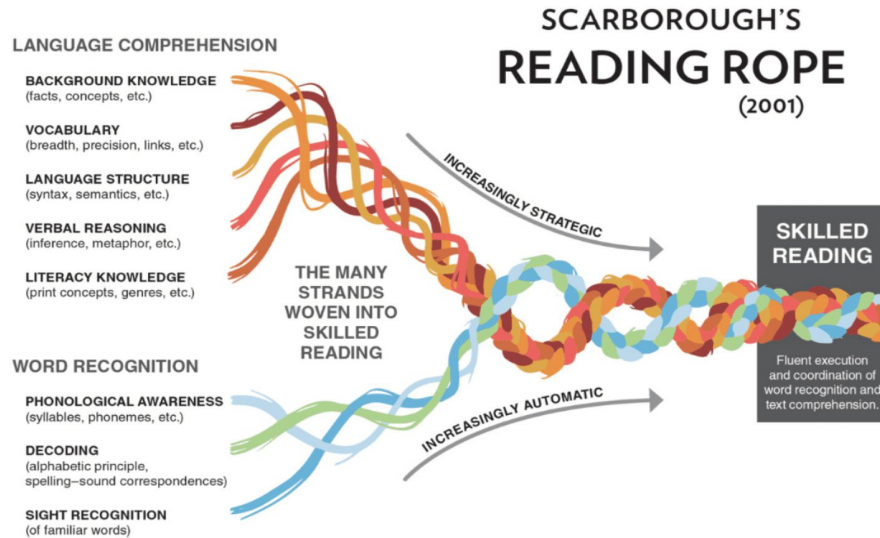 SCARBOROUGH'S
READING ROPE
(2001)
LANGUAGE COMPREHENSION
BACKGROUND KNOWLEDGE
(facts, concepts, etc.)
VOCABULARY
(breadth, precision, links, etc.)
LANGUAGE STRUCTURE
(syntax, semantics, etc.)
VERBAL REASONING
(inference, metaphor, etc.)
LITERACY KNOWLEDGE
(print concepts, genres, etc.)
THE MANY
STRANDS
WOVEN INTO
SKILLED
READING
WORD RECOGNITION
PHONOLOGICAL AWARENESS
(syllables, phonemes, etc.)
DECODING
(alphabetic principle,
spelling–sound correspondences)
SIGHT RECOGNITION
(of familiar words)
INCREASINGLY STRATEGIC
INCREASINGLY AUTOMATIC
SKILLED
READING
Fluent execution
and coordination of
word recognition and
text comprehension.